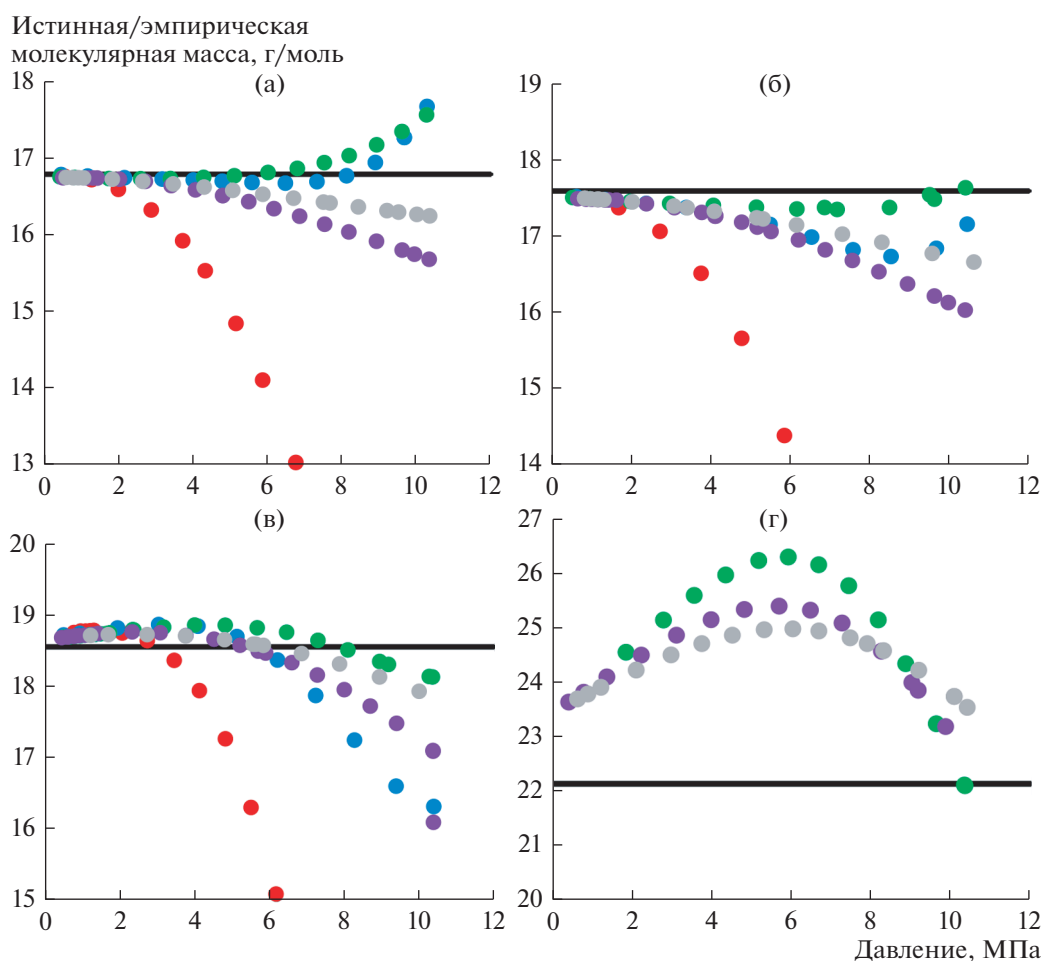 Истинная/эмпирическая
молекулярная масса, г/моль
(а)
18
17
16
15
14
13
0 2 4 6 8 10 12
(б)
19
18
17
16
15
14
0 2 4 6 8 10 12
(в)
20
19
18
17
16
15
0 2 4 6 8 10 12
(г)
27
26
25
24
23
22
21
20
0 2 4 6 8 10 12
Давление, МПа